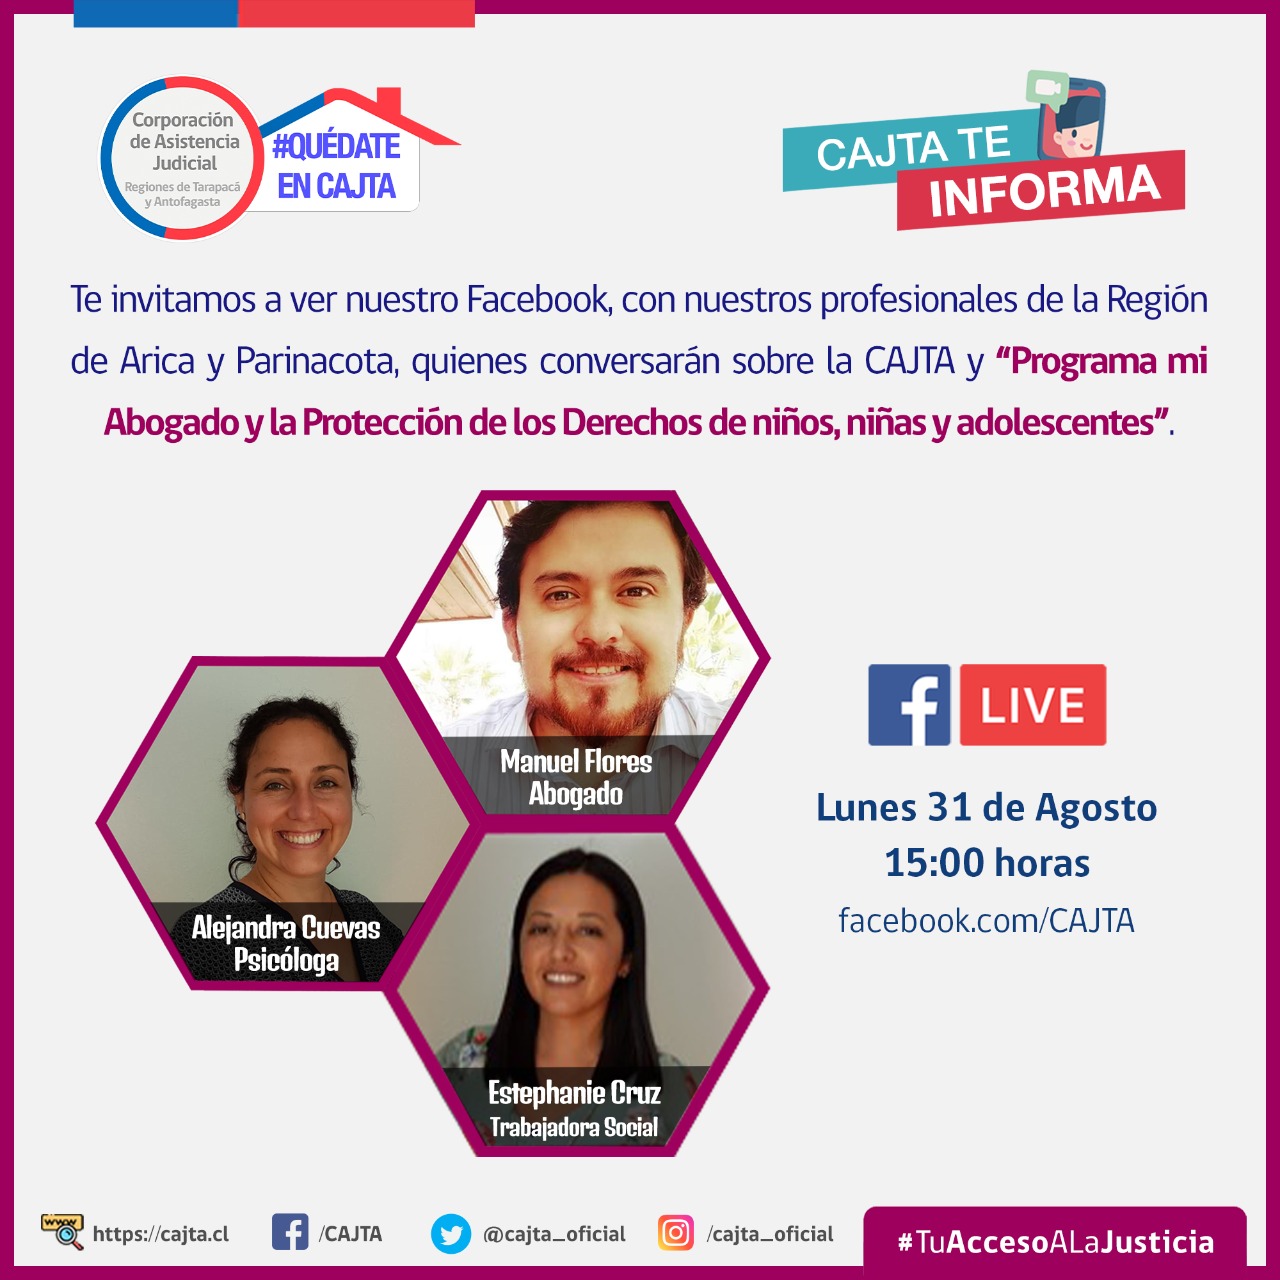 Corporación
de Asistencia
Judicial
Regiones de Tarapacá
y Antofagasta
#QUÉDATE
EN CAJTA
CAJTA TE
INFORMA
Te invitamos a ver nuestro Facebook, con nuestros profesionales de la Región
de Arica y Parinacota, quienes conversarán sobre la CAJTA y “Programa mi
Abogado y la Protección de los Derechos de niños, niñas y adolescentes”.
Manuel Flores
Abogado
Alejandra Cuevas
Psicóloga
Estephanie Cruz
Trabajadora Social
f LIVE
Lunes 31 de Agosto
15:00 horas
facebook.com/CAJTA
www https://cajta.cl
f /CAJTA
@cajta_oficial
/cajta_oficial
#TuAccesoALaJusticia